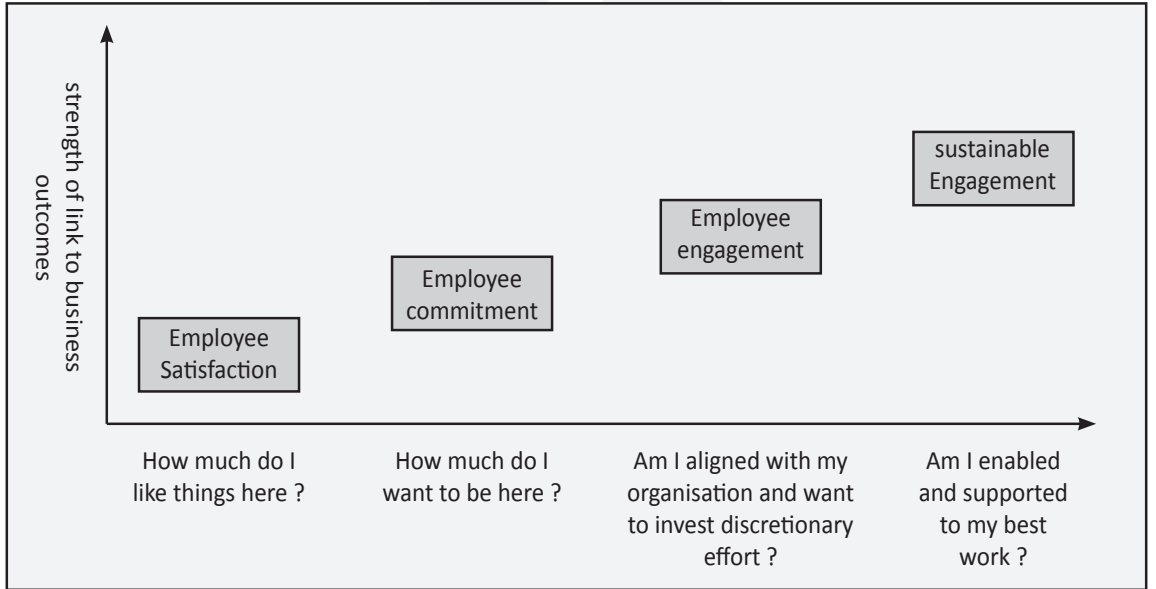 strength of link to business
outcomes
Employee
Satisfaction
Employee
commitment
Employee
engagement
sustainable
Engagement
How much do I
like things here ?
How much do I
want to be here ?
Am I aligned with my
organisation and want
to invest discretionary
effort ?
Am I enabled
and supported
to my best
work ?